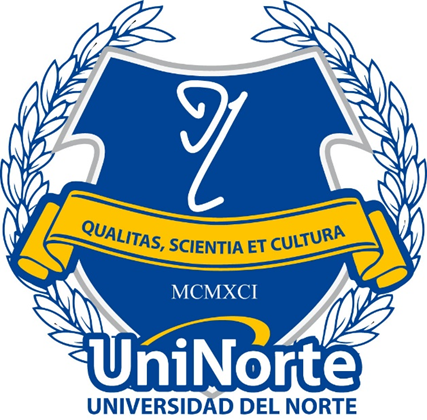 QUALITAS, SCIENTIA ET CULTURA
MCMXCI
UniNorte
UNIVERSIDAD DEL NORTE